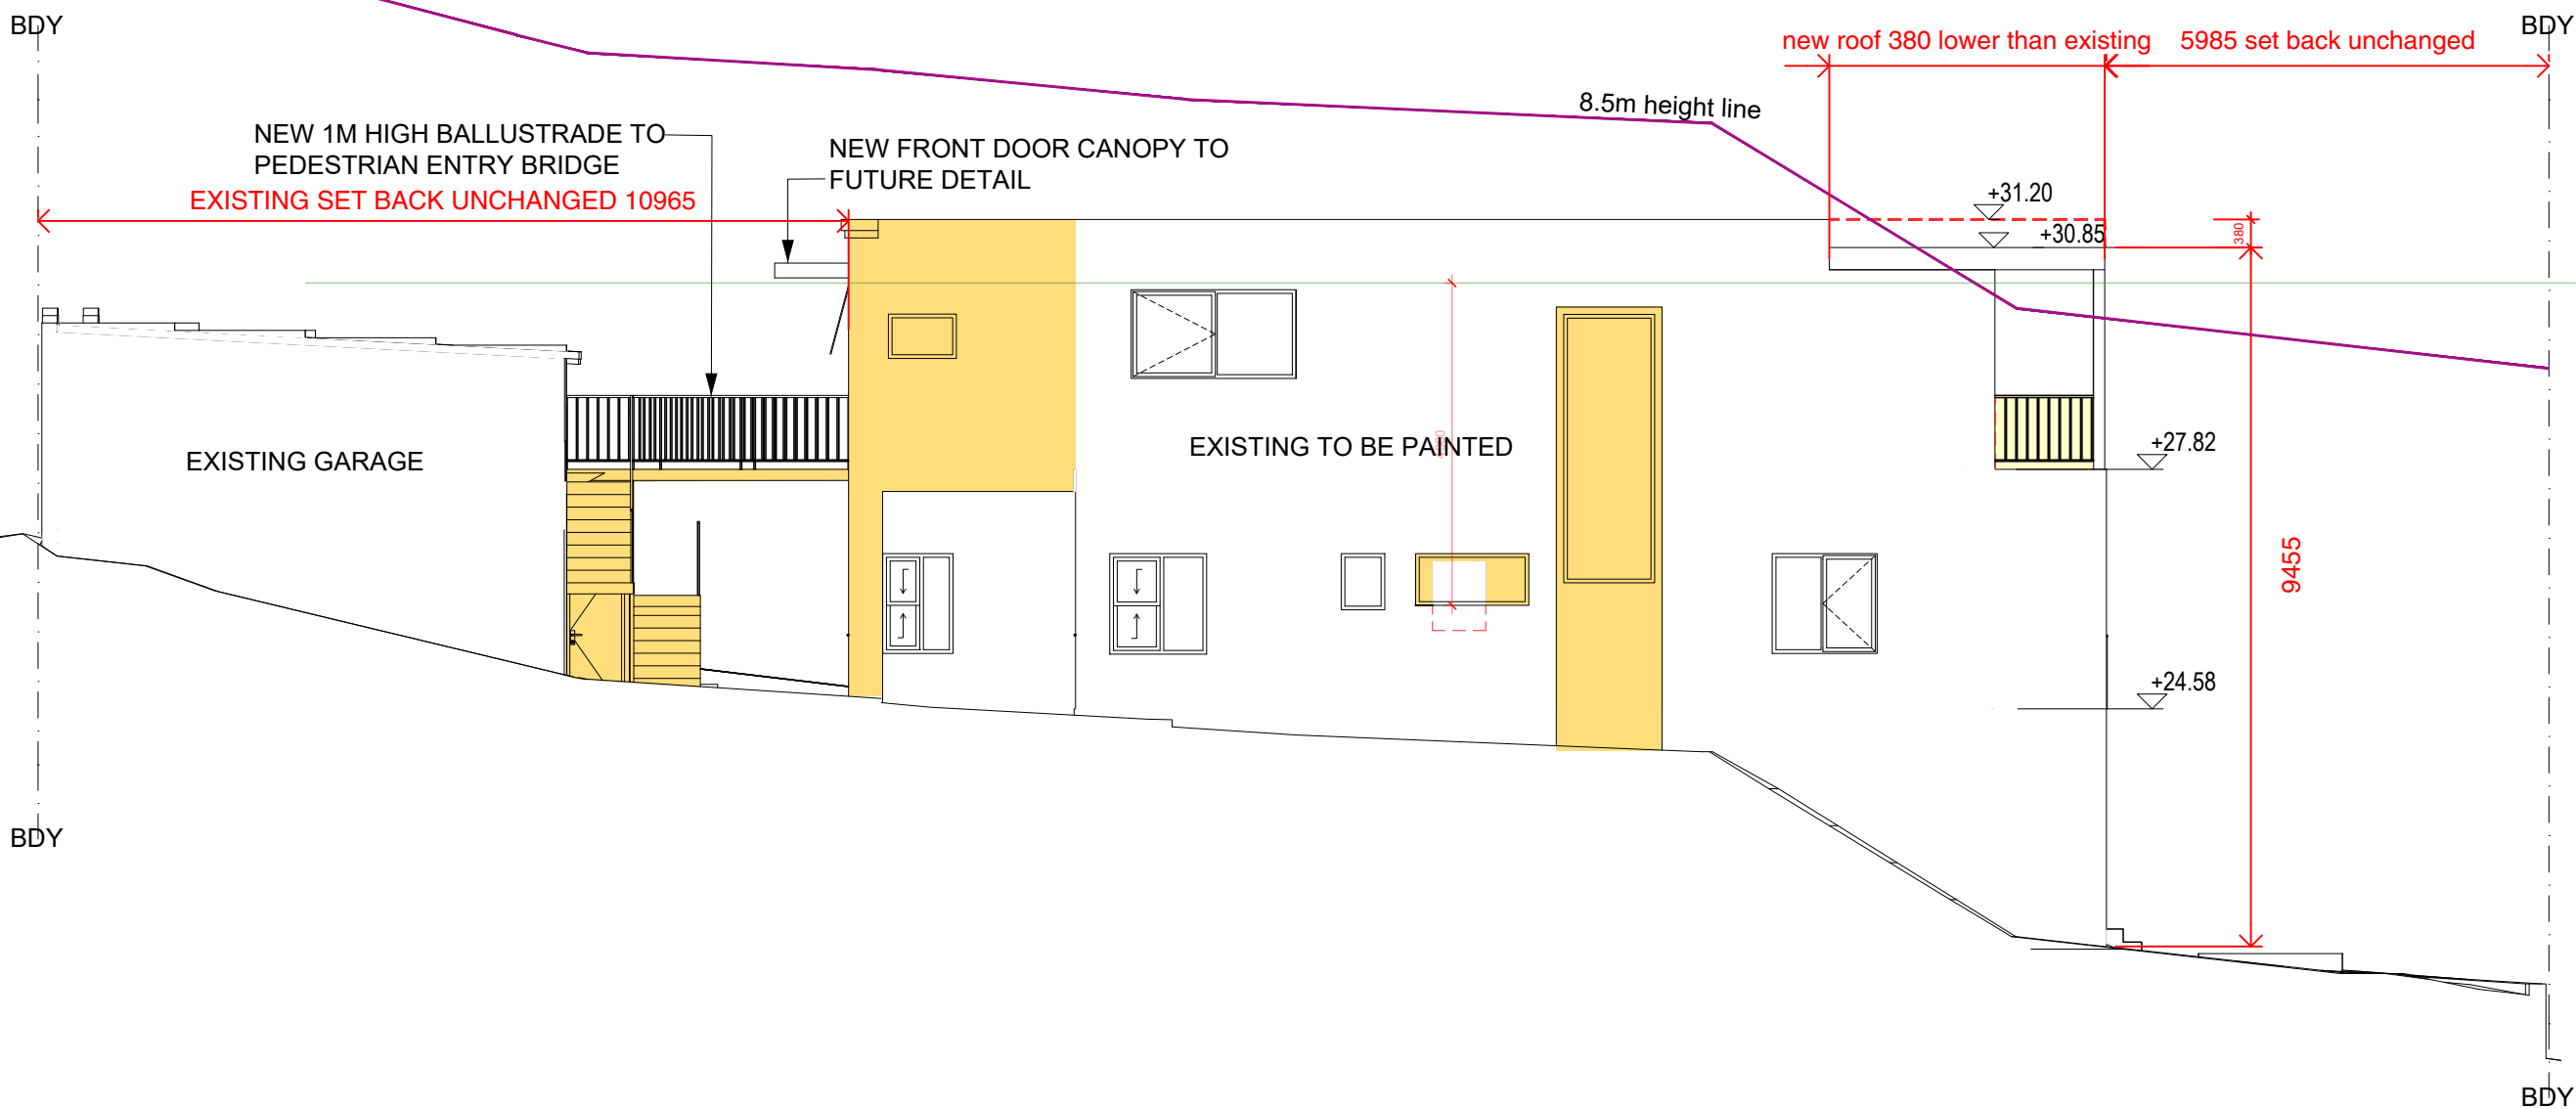 BDY
BDY
new roof 380 lower than existing
5985 set back unchanged
8.5m height line
NEW 1M HIGH BALLUSTRADE TO
PEDESTRIAN ENTRY BRIDGE
NEW FRONT DOOR CANOPY TO
FUTURE DETAIL
EXISTING SET BACK UNCHANGED 10965
+31.20
+30.85
380
EXISTING GARAGE
EXISTING TO BE PAINTED
+27.82
9455
+24.58
BDY
BDY